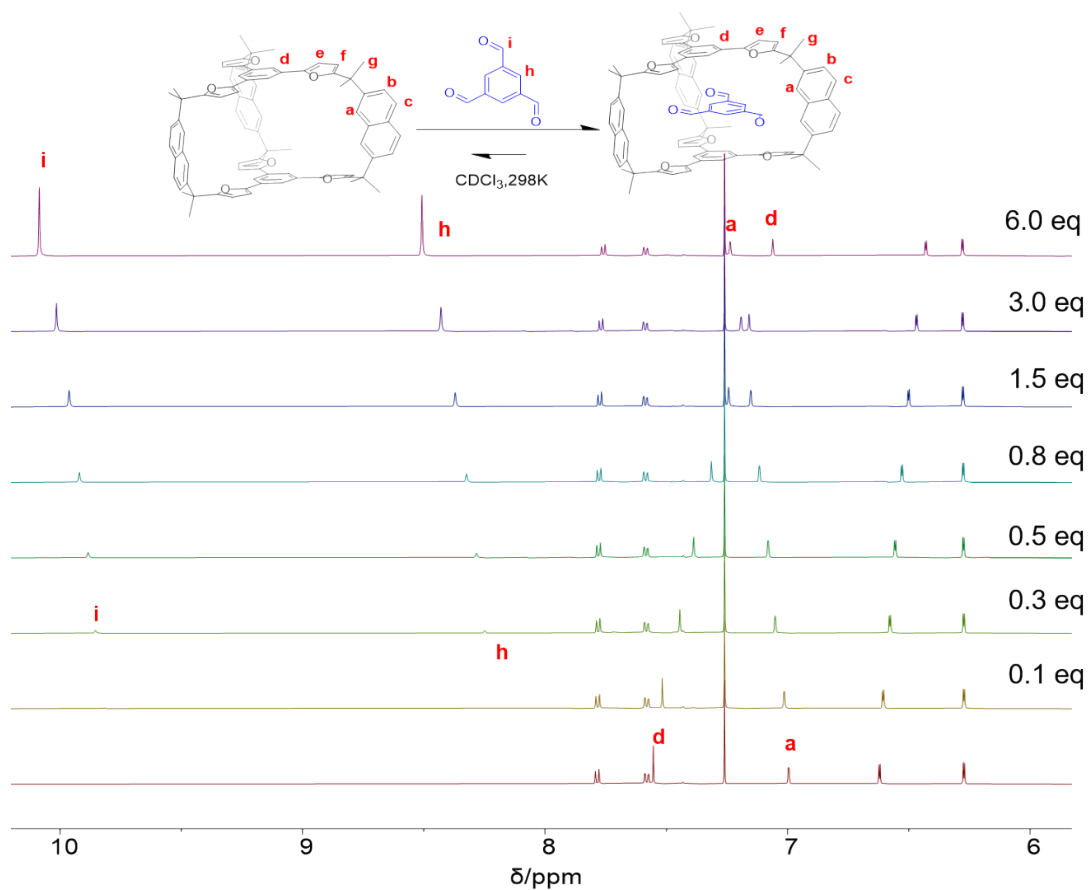 d e f g b c a
O O O O O O O O O
O i h O O
d e f g b c a
O O O O O O O O O O O O
CDCl₃,298K
i
h a d 6.0 eq
3.0 eq
1.5 eq
0.8 eq
0.5 eq
i h 0.3 eq
0.1 eq
d a
10 9 8 7 6
δ/ppm